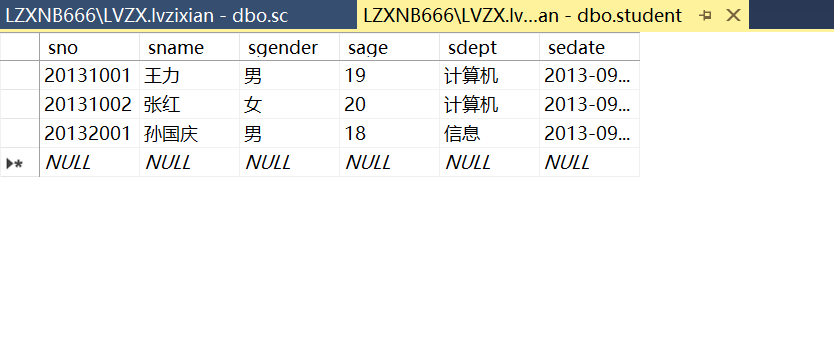 LZXNB666\LVZX.lvzixian - dbo.sc LZXNB666\LVZX.lv...an - dbo.student
sno sname sgender sage sdept sedate
20131001 王力 男 19 计算机 2013-09...
20131002 张红 女 20 计算机 2013-09...
20132001 孙国庆 男 18 信息 2013-09...
NULL NULL NULL NULL NULL NULL